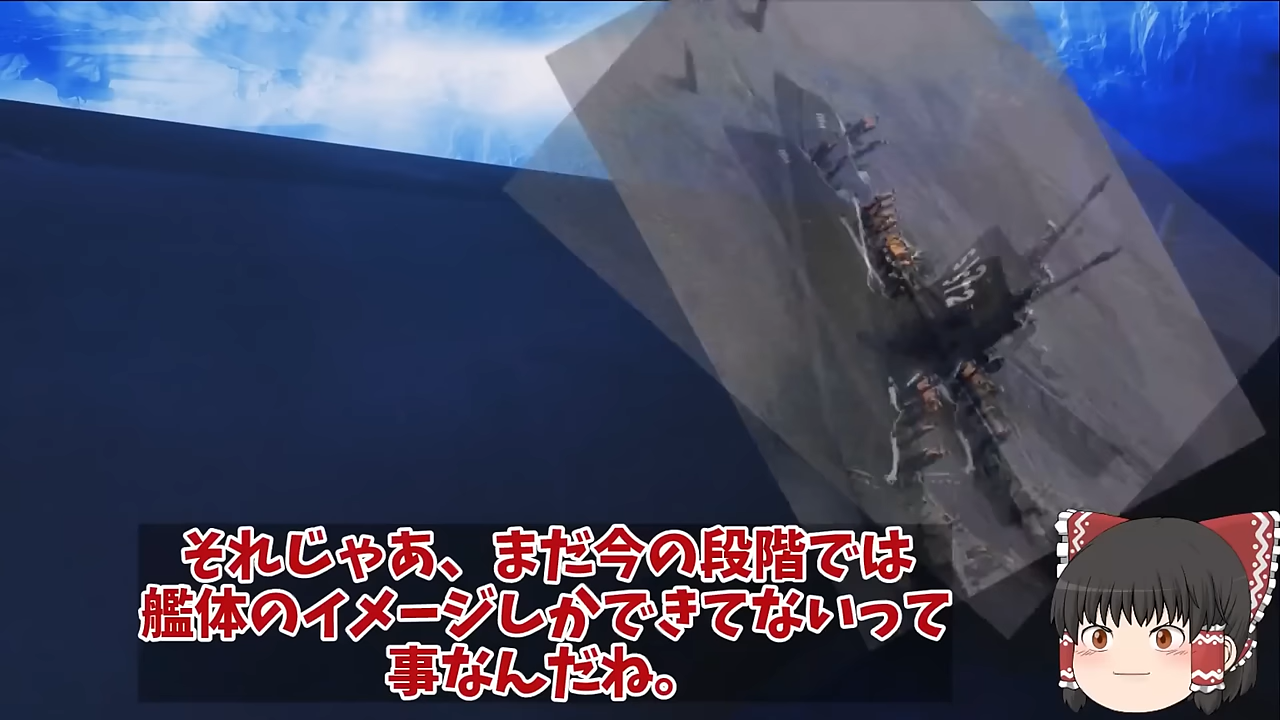 それじゃあ、まだ今の段階では
艦体のイメージしかできてないって
事なんだね。